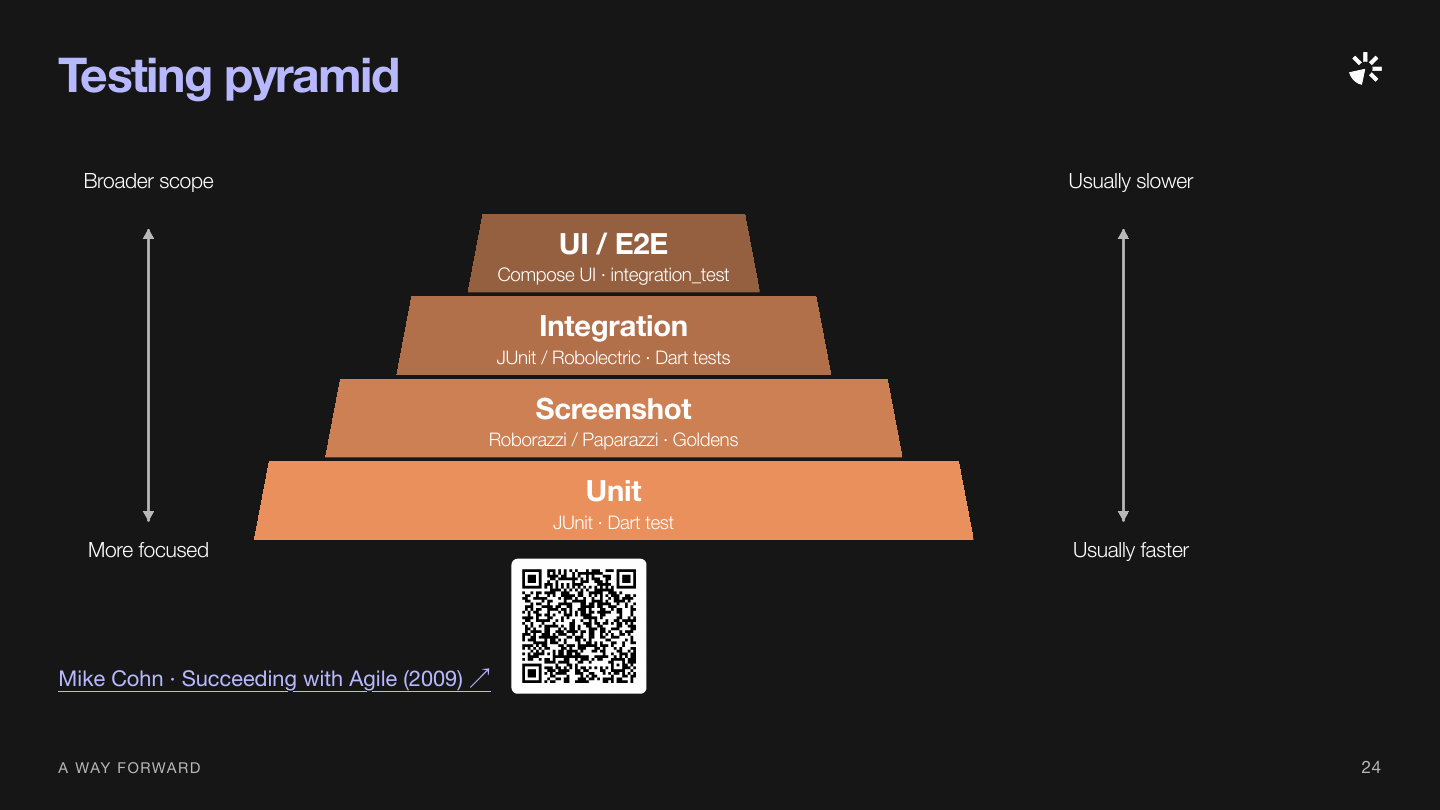 Testing pyramid
Broader scope
Usually slower
UI / E2E
Compose UI · integration_test
Integration
JUnit / Robolectric · Dart tests
Screenshot
Roborazzi / Paparazzi · Goldens
Unit
JUnit · Dart test
More focused
Usually faster
Mike Cohn · Succeeding with Agile (2009) ↗
A WAY FORWARD
24